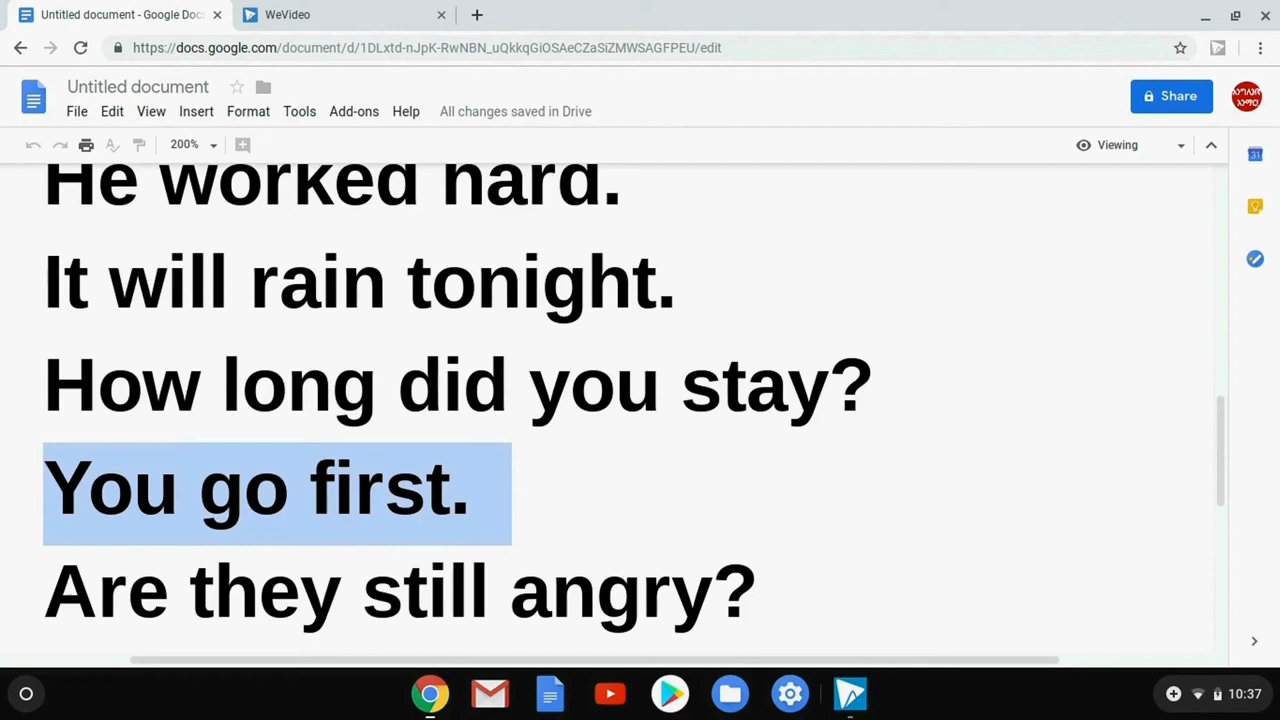 Untitled document - Google Doc
WeVideo
https://docs.google.com/document/d/1DLxtd-nJpK-RwNBN_uQkkqGiOSAeCZaSiZMWSAGFPEU/edit
Untitled document
File Edit View Insert Format Tools Add-ons Help All changes saved in Drive
Share
200%
Viewing
31
He worked hard.
It will rain tonight.
How long did you stay?
You go first.
Are they still angry?
10:37